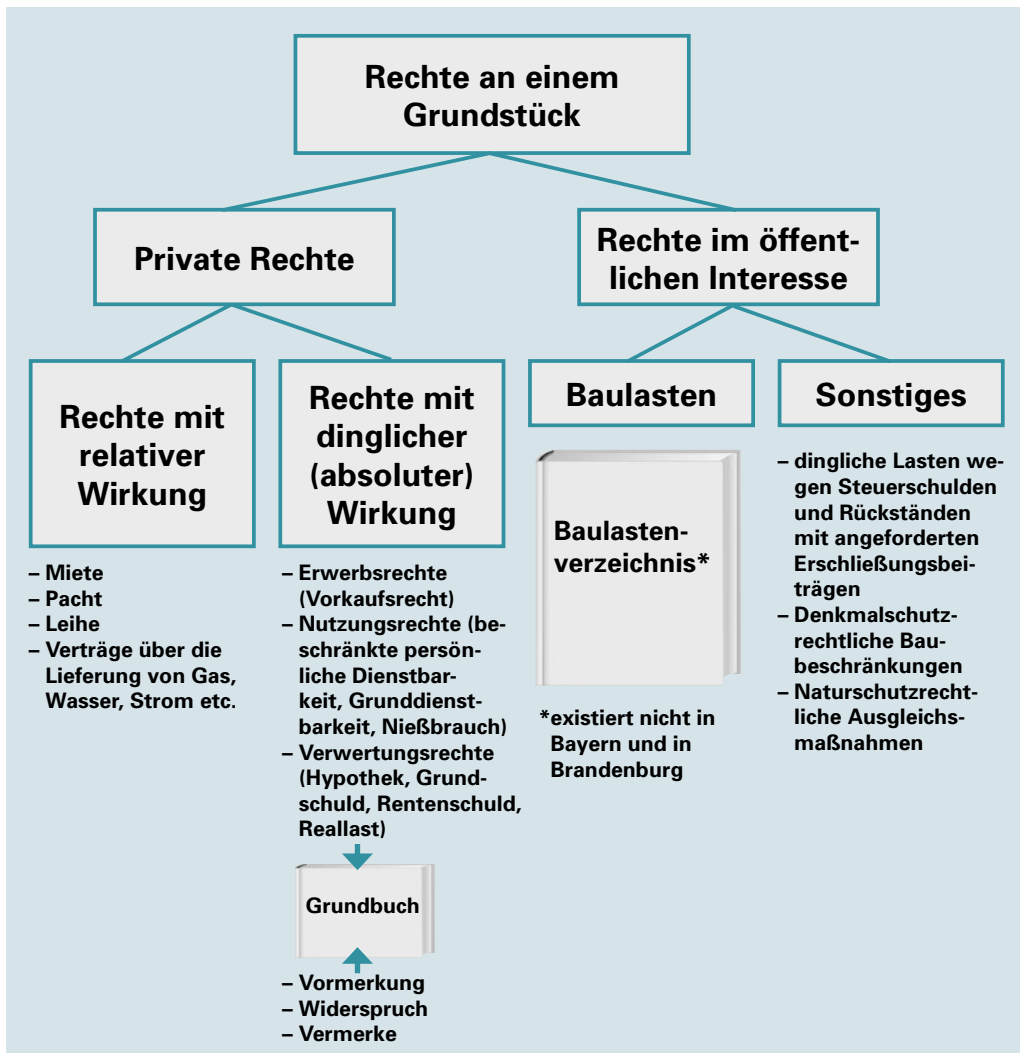 Rechte an einem
Grundstück
Private Rechte
Rechte im öffent-
lichen Interesse
Rechte mit
relativer
Wirkung
– Miete
– Pacht
– Leihe
– Verträge über die
Lieferung von Gas,
Wasser, Strom etc.
Rechte mit
dinglicher
(absoluter)
Wirkung
– Erwerbsrechte
(Vorkaufsrecht)
– Nutzungsrechte (be-
schränkte persön-
liche Dienstbar-
keit, Grunddienst-
barkeit, Nießbrauch)
– Verwertungsrechte
(Hypothek, Grund-
schuld, Rentenschuld,
Reallast)
Grundbuch
– Vormerkung
– Widerspruch
– Vermerke
Baulasten
Baulasten-
verzeichnis*
*existiert nicht in
Bayern und in
Brandenburg
Sonstiges
– dingliche Lasten we-
gen Steuerschulden
und Rückständen
mit angeforderten
Erschließungsbei-
trägen
– Denkmalschutz-
rechtliche Bau-
beschränkungen
– Naturschutzrecht-
liche Ausgleichs-
maßnahmen